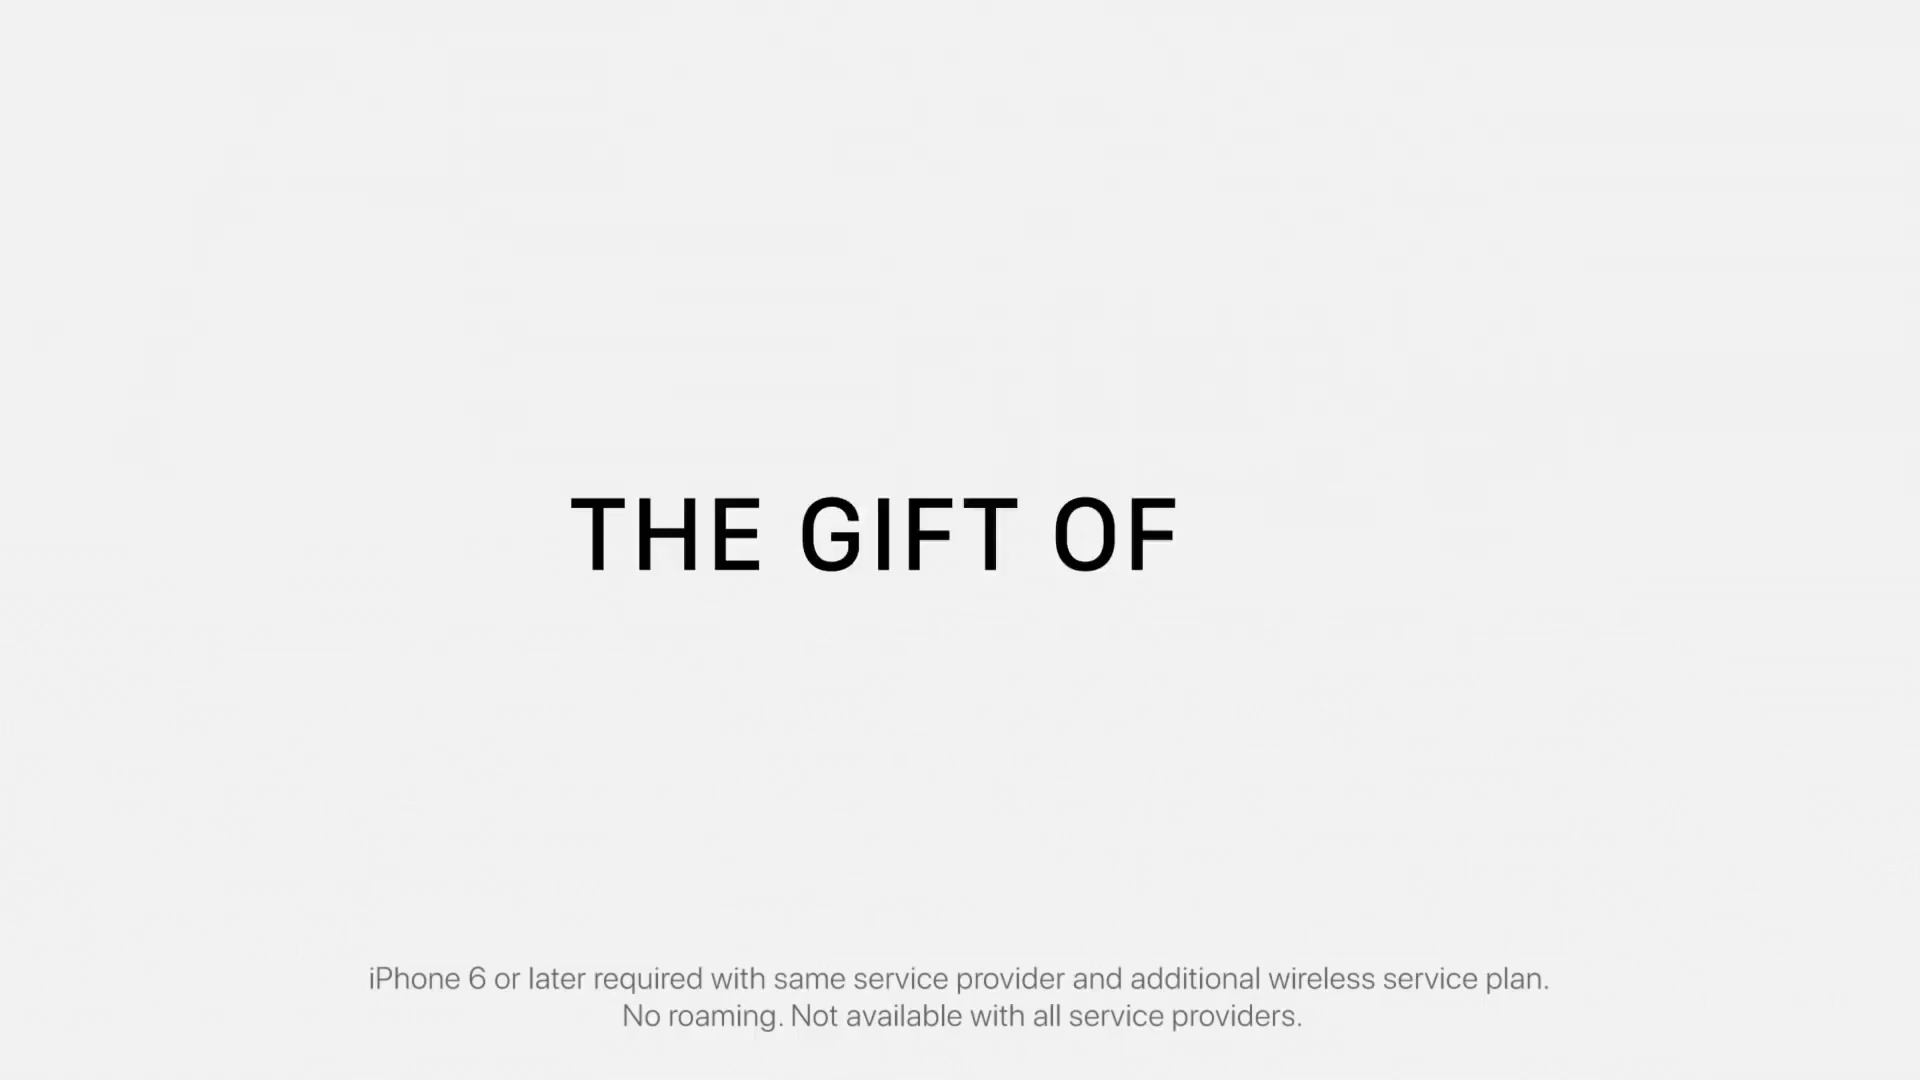 THE GIFT OF
iPhone 6 or later required with same service provider and additional wireless service plan.
No roaming. Not available with all service providers.